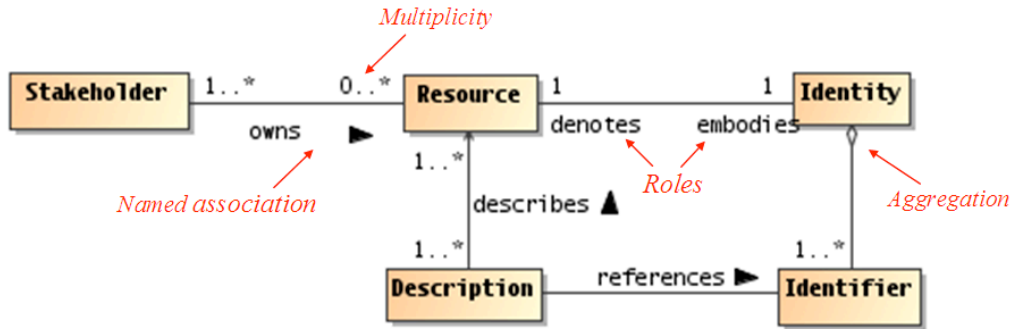 Multiplicity
Stakeholder 1..* 0..* Resource 1 1 Identity
owns ► denotes embodies
1..*
Named association Roles Aggregation
describes ▲
1..* 1..*
Description references ► Identifier